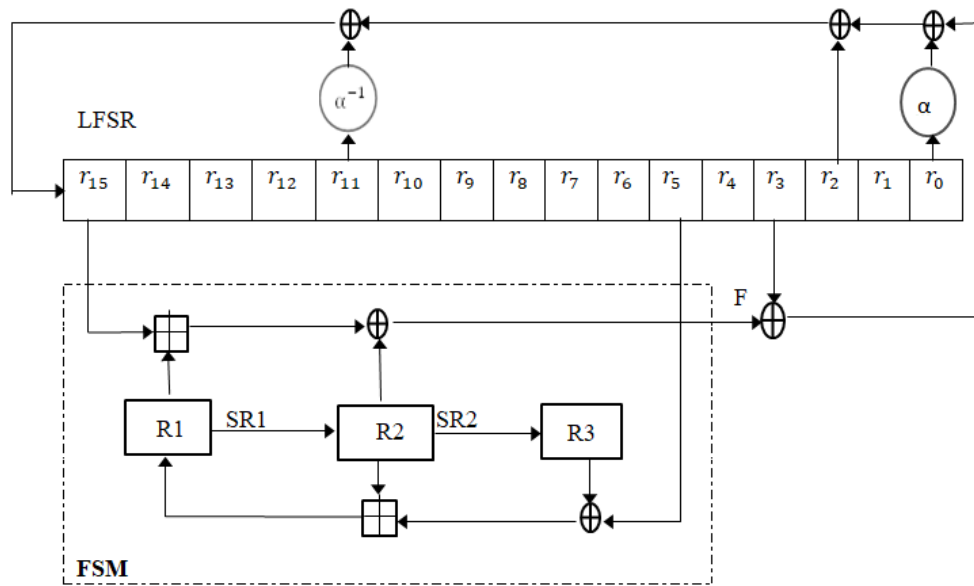 α⁻¹
α
LFSR
r₁₅ r₁₄ r₁₃ r₁₂ r₁₁ r₁₀ r₉ r₈ r₇ r₆ r₅ r₄ r₃ r₂ r₁ r₀
F
R1 SR1 R2 SR2 R3
FSM